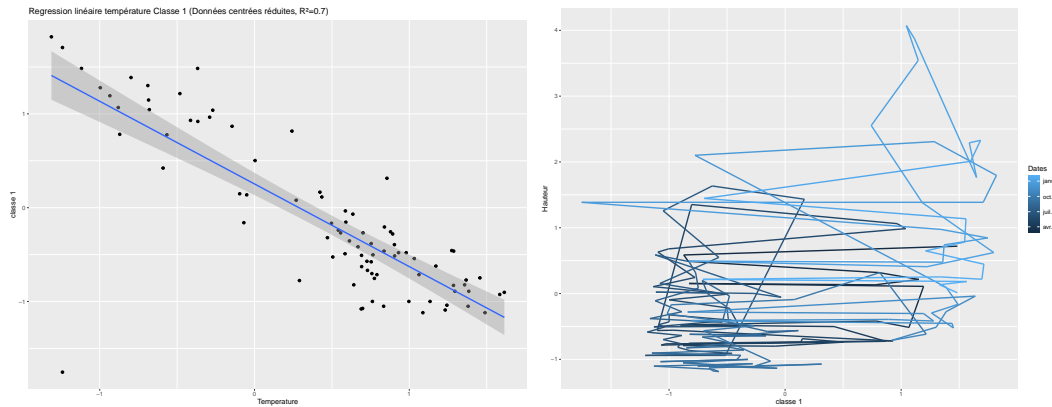 Regression linéaire température Classe 1 (Données centrées réduites, R²=0.7)
classe 1
1
0
−1
−1
0
1
Temperature
Hauteur
4
3
2
1
0
−1
−1
0
1
classe 1
Dates
janv.
oct.
juil.
avr.